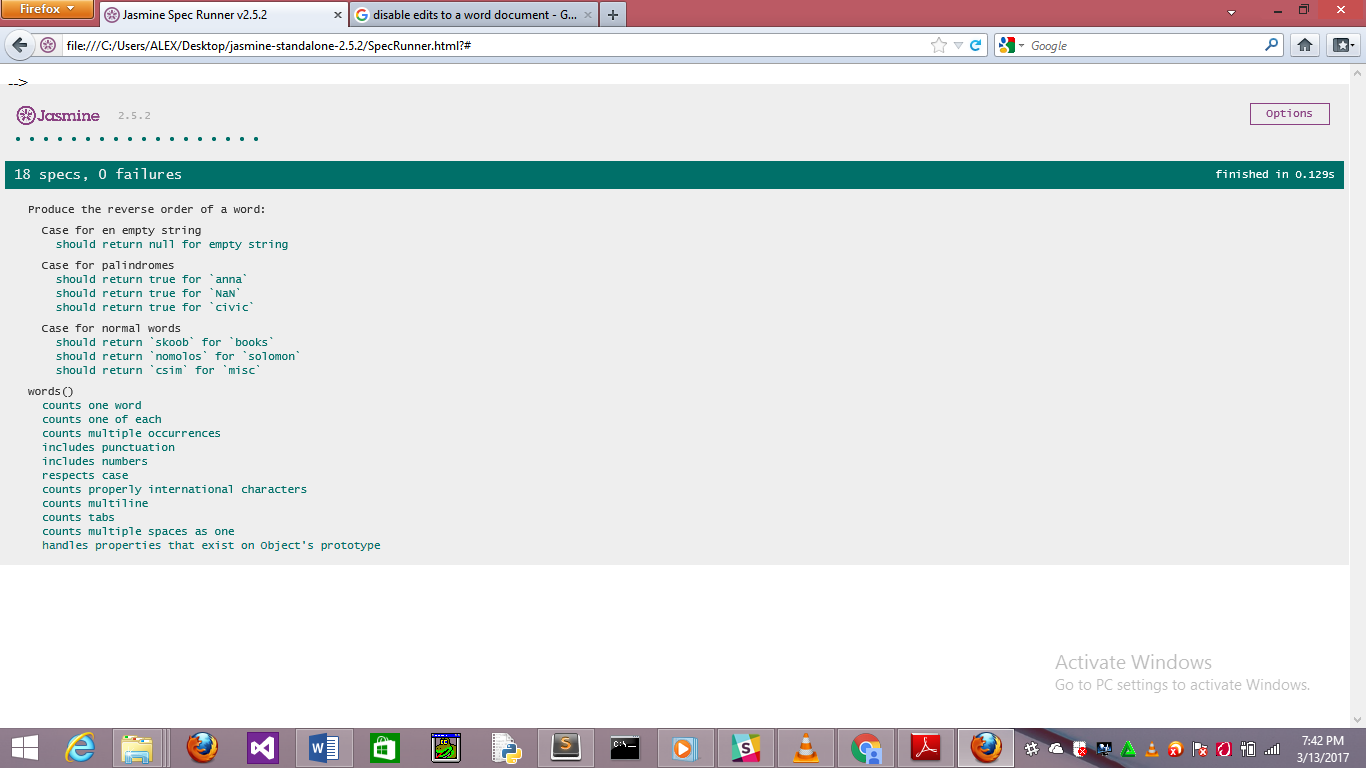 Firefox
Jasmine Spec Runner v2.5.2
disable edits to a word document - G...
file:///C:/Users/ALEX/Desktop/jasmine-standalone-2.5.2/SpecRunner.html?#
Google
-->
Jasmine 2.5.2
Options
18 specs, 0 failures
finished in 0.129s
Produce the reverse order of a word:
Case for en empty string
should return null for empty string
Case for palindromes
should return true for `anna`
should return true for `NaN`
should return true for `civic`
Case for normal words
should return `skoob` for `books`
should return `nomolos` for `solomon`
should return `csim` for `misc`
words()
counts one word
counts one of each
counts multiple occurrences
includes punctuation
includes numbers
respects case
counts properly international characters
counts multiline
counts tabs
counts multiple spaces as one
handles properties that exist on Object's prototype
Activate Windows
Go to PC settings to activate Windows.
7:42 PM
3/13/2017